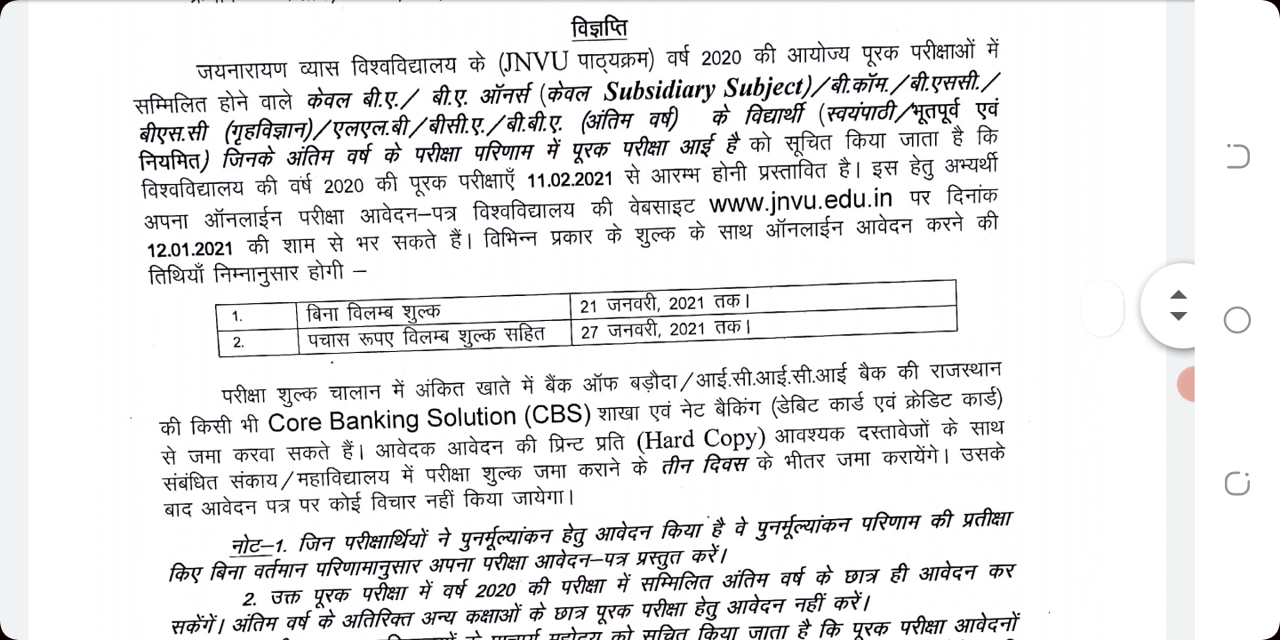 विज्ञप्ति
जयनारायण व्यास विश्वविद्यालय के (JNVU पाठ्यक्रम) वर्ष 2020 की आयोज्य पूरक परीक्षाओं में
सम्मिलित होने वाले केवल बी.ए./ बी.ए. ऑनर्स (केवल Subsidiary Subject)/बी.कॉम./बी.एससी./
बीएस.सी (गृहविज्ञान)/एलएल.बी/बीसी.ए./बी.बी.ए. (अंतिम वर्ष) के विद्यार्थी (स्वयंपाठी/भूतपूर्व एवं
नियमित) जिनके अंतिम वर्ष के परीक्षा परिणाम में पूरक परीक्षा आई है को सूचित किया जाता है कि
विश्वविद्यालय की वर्ष 2020 की पूरक परीक्षाएँ 11.02.2021 से आरम्भ होनी प्रस्तावित है। इस हेतु अभ्यर्थी
अपना ऑनलाईन परीक्षा आवेदन–पत्र विश्वविद्यालय की वेबसाइट www.jnvu.edu.in पर दिनांक
12.01.2021 की शाम से भर सकते हैं। विभिन्न प्रकार के शुल्क के साथ ऑनलाईन आवेदन करने की
तिथियाँ निम्नानुसार होगी –
1. बिना विलम्ब शुल्क 21 जनवरी, 2021 तक।
2. पचास रूपए विलम्ब शुल्क सहित 27 जनवरी, 2021 तक।
परीक्षा शुल्क चालान में अंकित खाते में बैंक ऑफ बड़ौदा/आई.सी.आई.सी.आई बैक की राजस्थान
की किसी भी Core Banking Solution (CBS) शाखा एवं नेट बैकिंग (डेबिट कार्ड एवं क्रेडिट कार्ड)
से जमा करवा सकते हैं। आवेदक आवेदन की प्रिन्ट प्रति (Hard Copy) आवश्यक दस्तावेजों के साथ
संबंधित संकाय/महाविद्यालय में परीक्षा शुल्क जमा कराने के तीन दिवस के भीतर जमा करायेंगे। उसके
बाद आवेदन पत्र पर कोई विचार नहीं किया जायेगा।
नोट–1. जिन परीक्षार्थियों ने पुनर्मूल्यांकन हेतु आवेदन किया है वे पुनर्मूल्यांकन परिणाम की प्रतीक्षा
किए बिना वर्तमान परिणामानुसार अपना परीक्षा आवेदन–पत्र प्रस्तुत करें।
2. उक्त पूरक परीक्षा में वर्ष 2020 की परीक्षा में सम्मिलित अंतिम वर्ष के छात्र ही आवेदन कर
सकेंगें। अंतिम वर्ष के अतिरिक्त अन्य कक्षाओं के छात्र पूरक परीक्षा हेतु आवेदन नहीं करें।
को सूचित किया जाता है कि पूरक परीक्षा आवेदनों